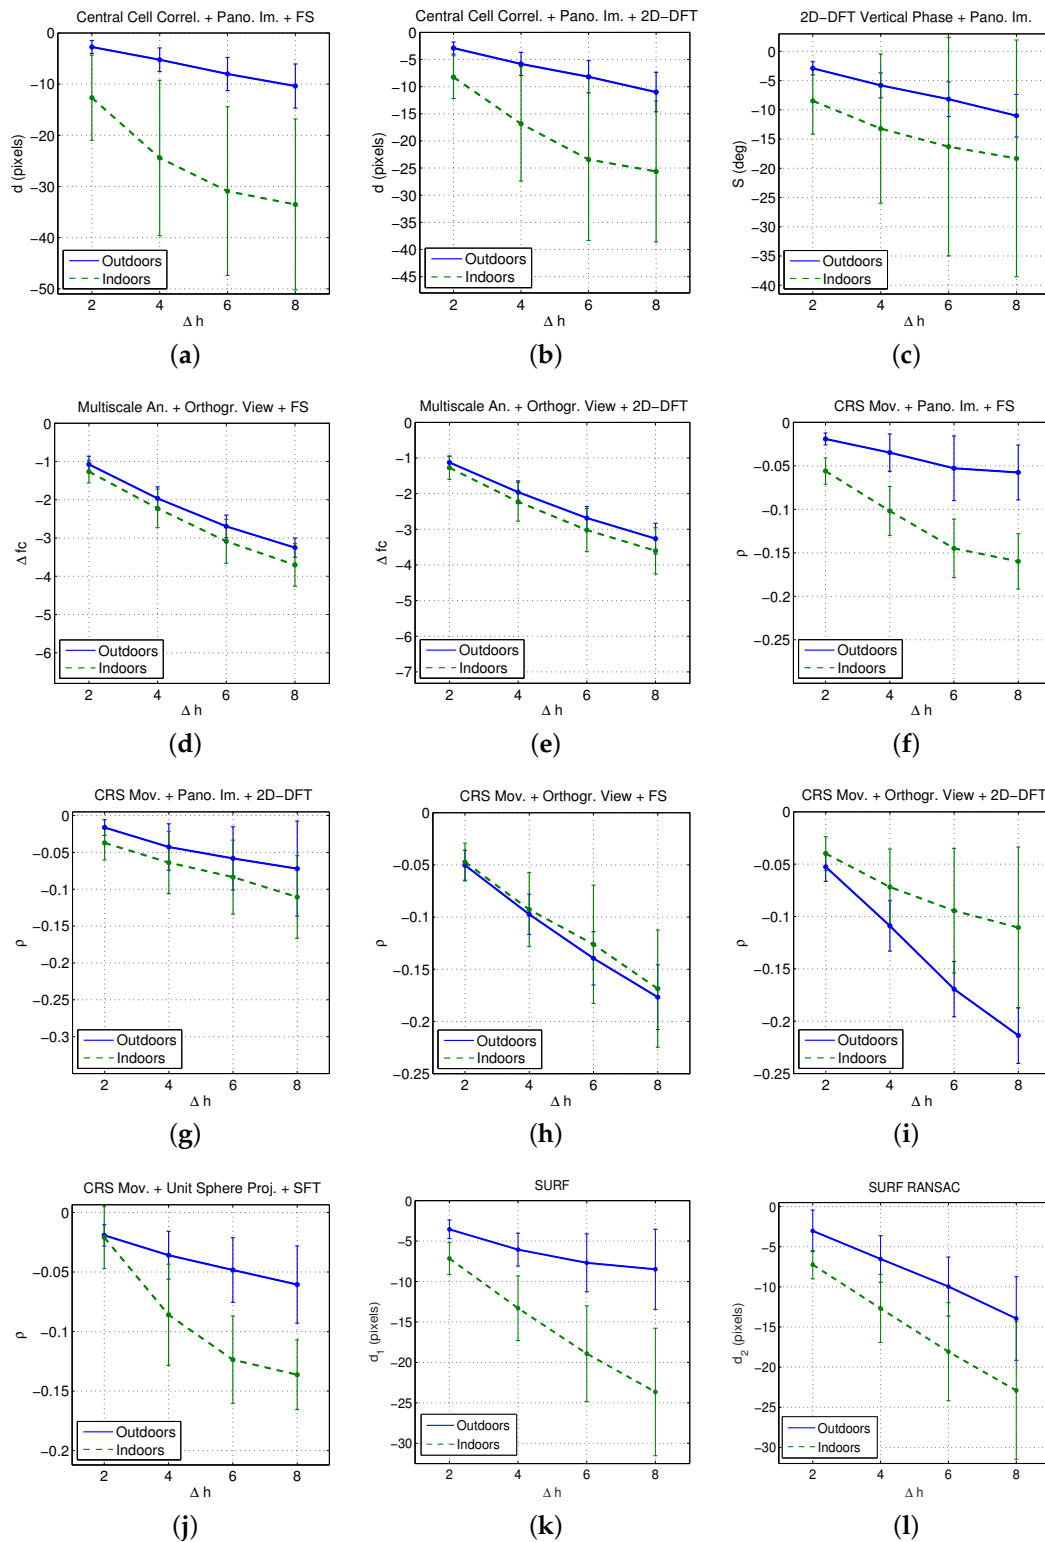 Central Cell Correl. + Pano. Im. + FS
0
−10
−20
−30
−40
−50
d (pixels)
Outdoors
Indoors
2 4 6 8
Δ h
(a)
Central Cell Correl. + Pano. Im. + 2D−DFT
0
−5
−10
−15
−20
−25
−30
−35
−40
−45
d (pixels)
Outdoors
Indoors
2 4 6 8
Δ h
(b)
2D−DFT Vertical Phase + Pano. Im.
0
−5
−10
−15
−20
−25
−30
−35
−40
S (deg)
Outdoors
Indoors
2 4 6 8
Δ h
(c)
Multiscale An. + Orthogr. View + FS
0
−1
−2
−3
−4
−5
−6
Δ fc
Outdoors
Indoors
2 4 6 8
Δ h
(d)
Multiscale An. + Orthogr. View + 2D−DFT
0
−1
−2
−3
−4
−5
−6
−7
Δ fc
Outdoors
Indoors
2 4 6 8
Δ h
(e)
CRS Mov. + Pano. Im. + FS
0
−0.05
−0.1
−0.15
−0.2
−0.25
ρ
Outdoors
Indoors
2 4 6 8
Δ h
(f)
CRS Mov. + Pano. Im. + 2D−DFT
0
−0.05
−0.1
−0.15
−0.2
−0.25
−0.3
ρ
Outdoors
Indoors
2 4 6 8
Δ h
(g)
CRS Mov. + Orthogr. View + FS
0
−0.05
−0.1
−0.15
−0.2
−0.25
ρ
Outdoors
Indoors
2 4 6 8
Δ h
(h)
CRS Mov. + Orthogr. View + 2D−DFT
0
−0.05
−0.1
−0.15
−0.2
−0.25
ρ
Outdoors
Indoors
2 4 6 8
Δ h
(i)
CRS Mov. + Unit Sphere Proj. + SFT
0
−0.05
−0.1
−0.15
−0.2
ρ
Outdoors
Indoors
2 4 6 8
Δ h
(j)
SURF
0
−5
−10
−15
−20
−25
−30
d₁ (pixels)
Outdoors
Indoors
2 4 6 8
Δ h
(k)
SURF RANSAC
0
−5
−10
−15
−20
−25
−30
d₂ (pixels)
Outdoors
Indoors
2 4 6 8
Δ h
(l)